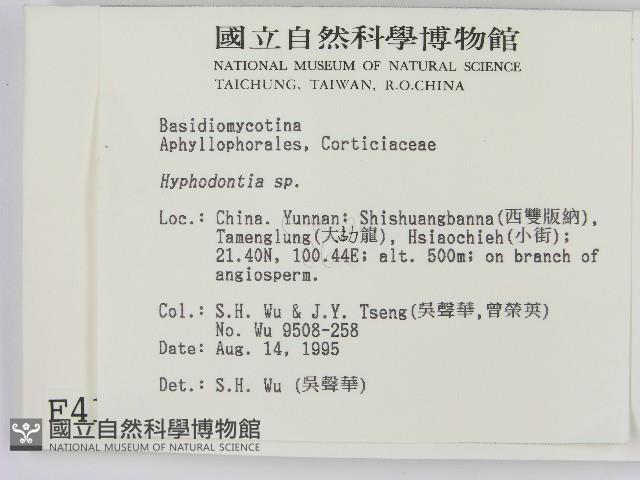 國立自然科學博物館
NATIONAL MUSEUM OF NATURAL SCIENCE
TAICHUNG, TAIWAN, R.O.CHINA
Basidiomycotina
Aphyllophorales, Corticiaceae
Hyphodontia sp.
Loc.: China. Yunnan: Shishuangbanna(西雙版納),
Tamenglung(大勐龍), Hsiaochieh(小街);
21.40N, 100.44E; alt. 500m; on branch of
angiosperm.
Col.: S.H. Wu & J.Y. Tseng(吳聲華,曾榮英)
No. Wu 9508-258
Date: Aug. 14, 1995
Det.: S.H. Wu (吳聲華)
F41
國立自然科學博物館
NATIONAL MUSEUM OF NATURAL SCIENCE